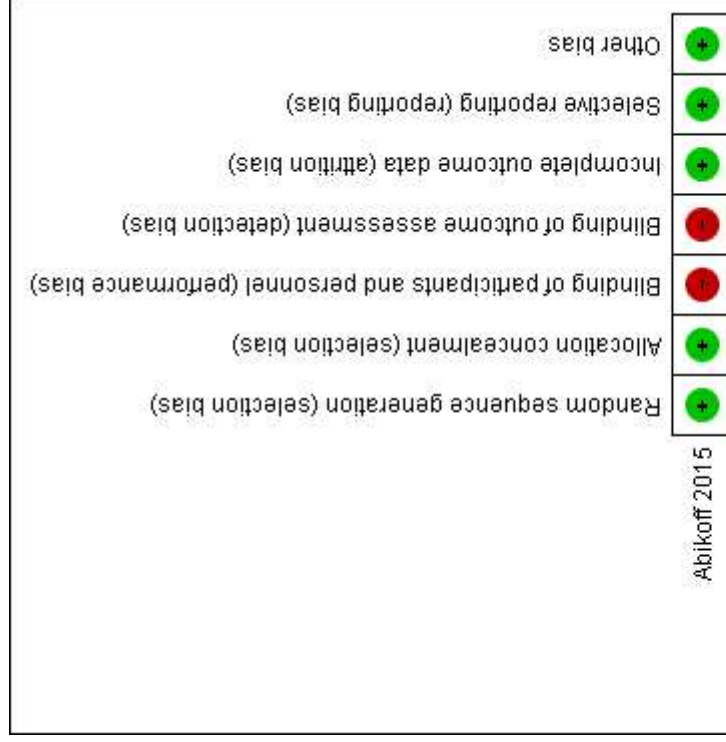 Random sequence generation (selection bias)
Allocation concealment (selection bias)
Blinding of participants and personnel (performance bias)
Blinding of outcome assessment (detection bias)
Incomplete outcome data (attrition bias)
Selective reporting (reporting bias)
Other bias
Abikoff 2015